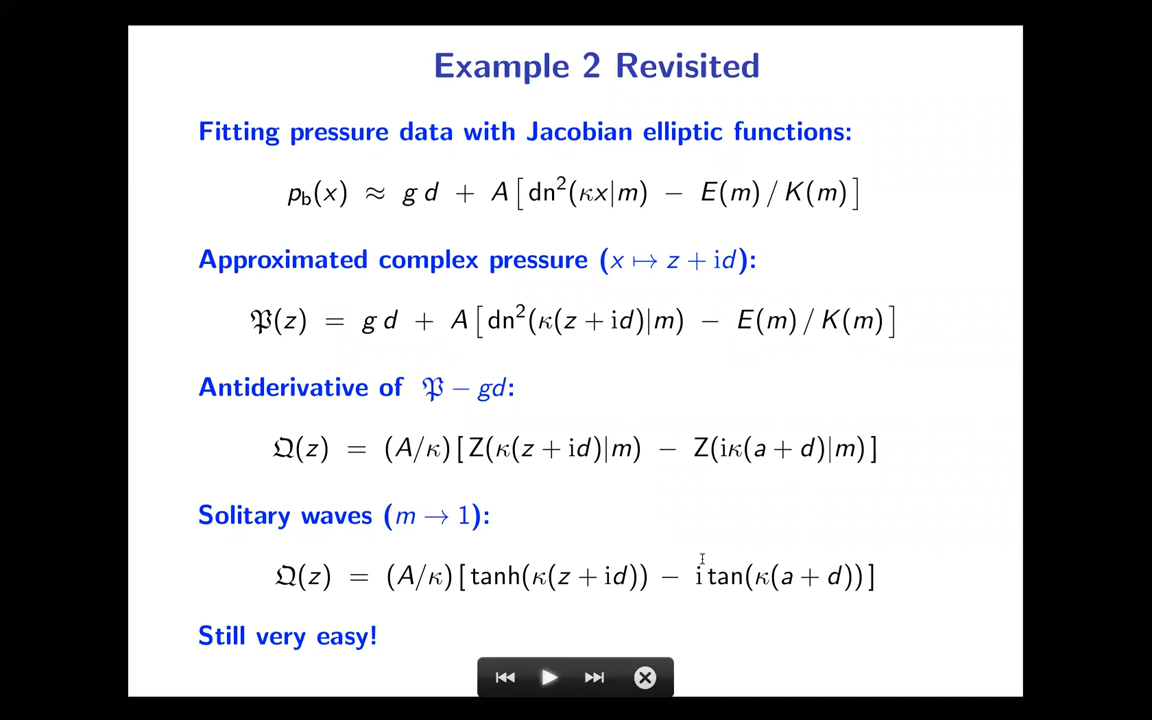 Example 2 Revisited
Fitting pressure data with Jacobian elliptic functions:
p_b(x) ≈ g d + A [ dn²(κx|m) − E(m) / K(m) ]
Approximated complex pressure (x ↦ z + id):
𝔓(z) = g d + A [ dn²(κ(z + id)|m) − E(m) / K(m) ]
Antiderivative of 𝔓 − gd:
𝔔(z) = (A/κ) [ Z(κ(z + id)|m) − Z(iκ(a + d)|m) ]
Solitary waves (m → 1):
𝔔(z) = (A/κ) [ tanh(κ(z + id)) − i tan(κ(a + d)) ]
Still very easy!